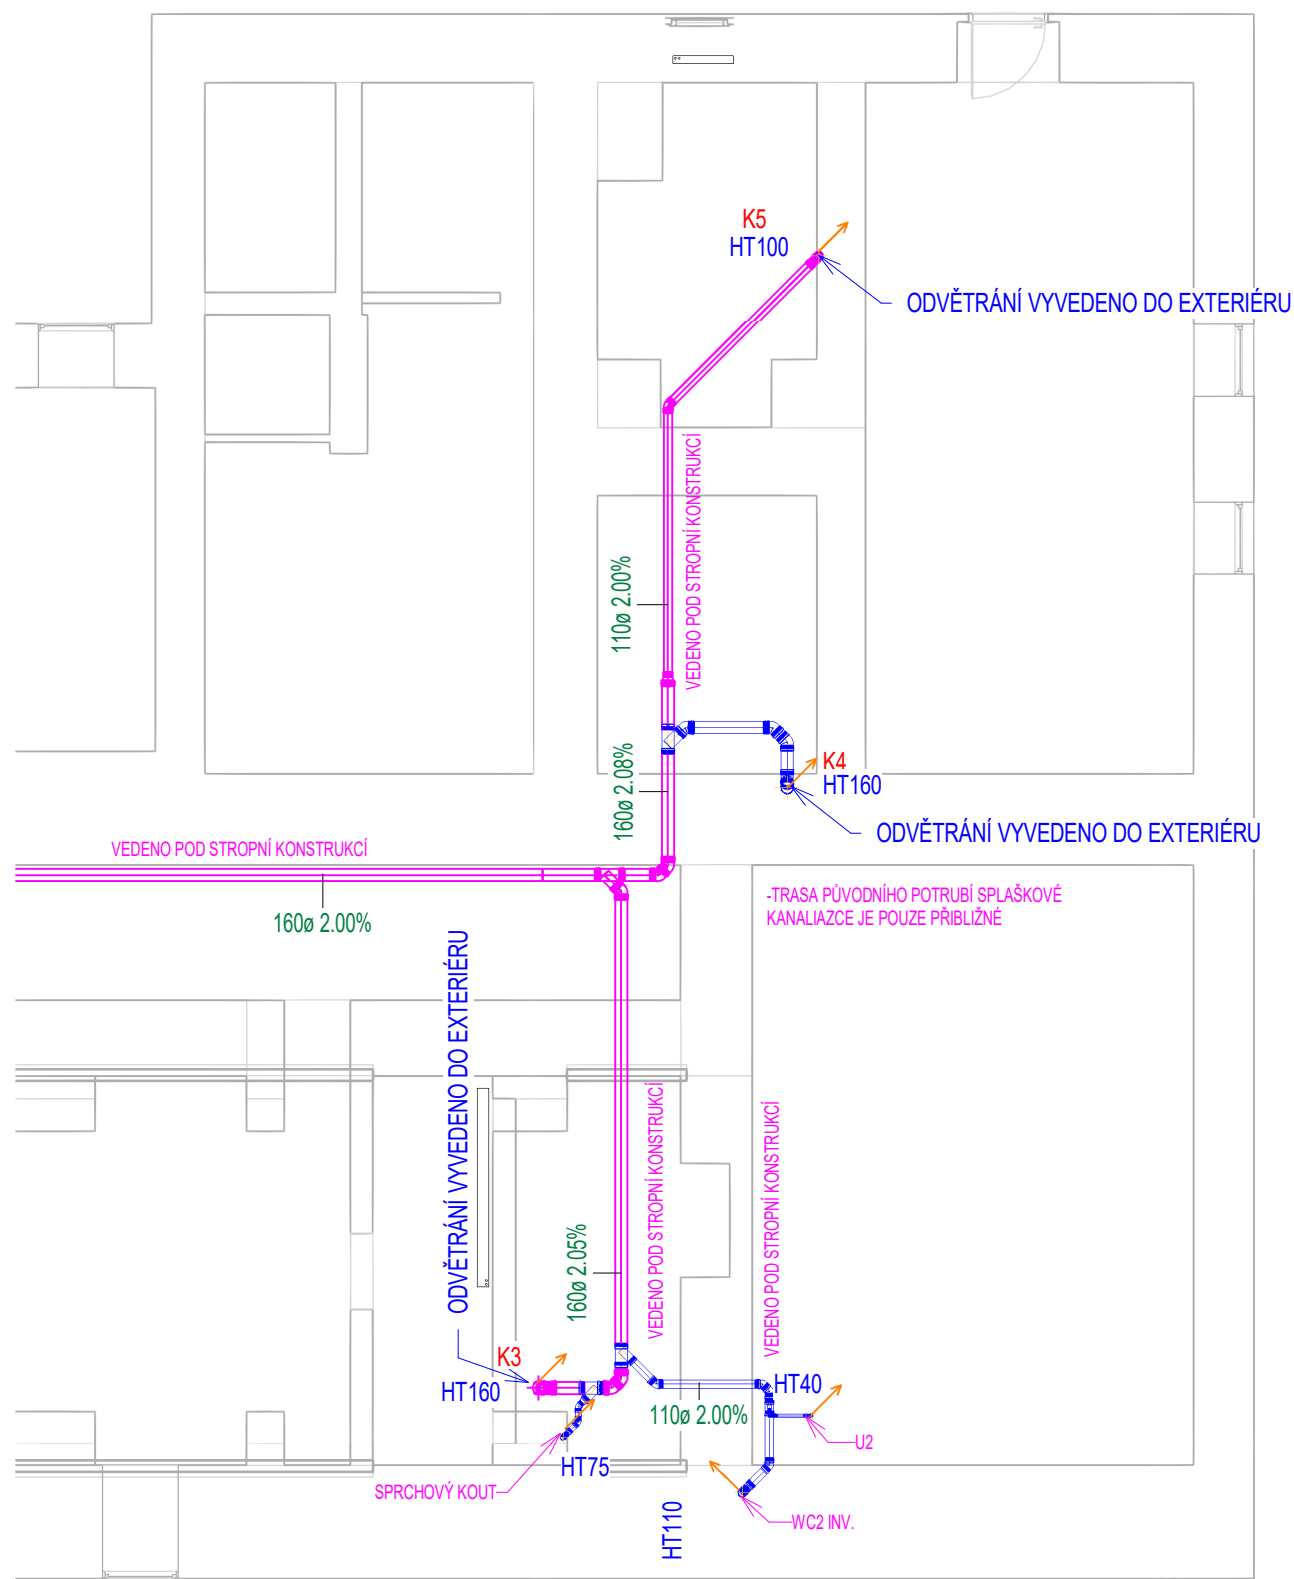 K5
HT100
ODVĚTRÁNÍ VYVEDENO DO EXTERIÉRU
VEDENO POD STROPNÍ KONSTRUKCÍ
110ø 2.00%
160ø 2.08%
K4
HT160
ODVĚTRÁNÍ VYVEDENO DO EXTERIÉRU
VEDENO POD STROPNÍ KONSTRUKCÍ
160ø 2.00%
-TRASA PŮVODNÍHO POTRUBÍ SPLAŠKOVÉ
KANALIAZCE JE POUZE PŘIBLIŽNÉ
ODVĚTRÁNÍ VYVEDENO DO EXTERIÉRU
VEDENO POD STROPNÍ KONSTRUKCÍ
VEDENO POD STROPNÍ KONSTRUKCÍ
160ø 2.05%
K3
HT160
HT40
110ø 2.00%
U2
HT75
SPRCHOVÝ KOUT
HT110
WC2 INV.